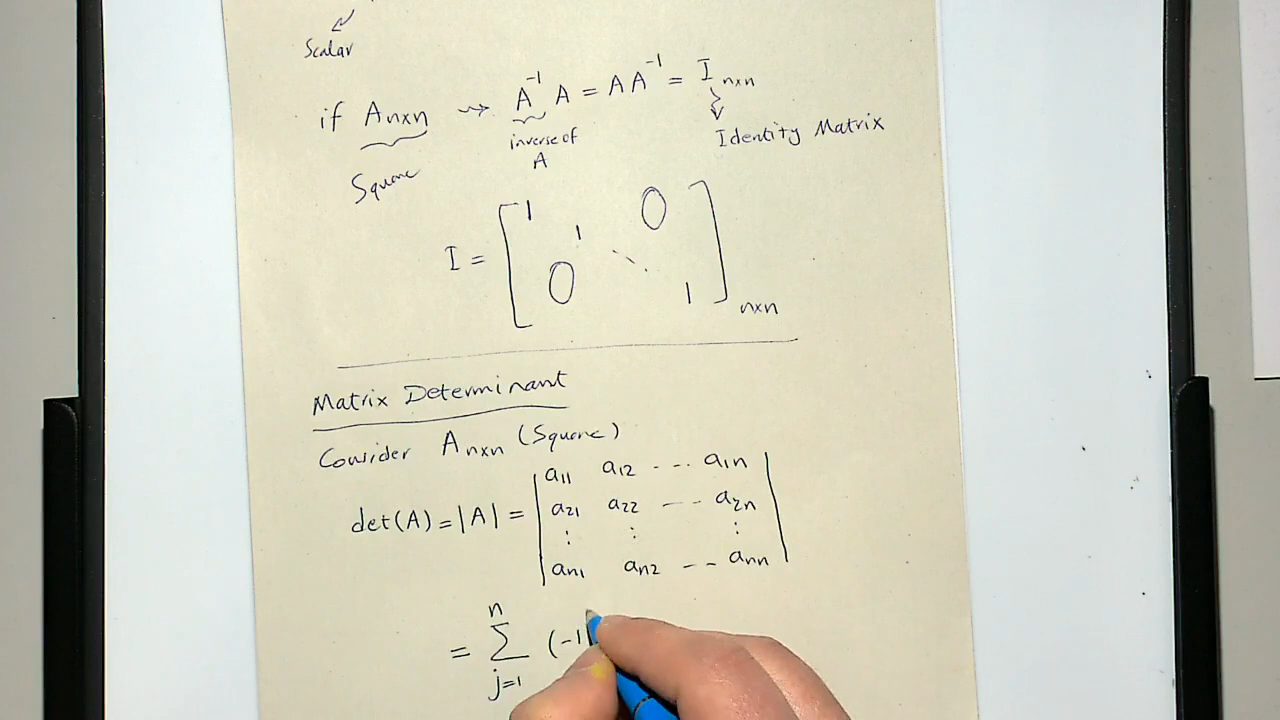 Scalar
if Anxn ⇝ A⁻¹ A = A A⁻¹ = I nxn
inverse of A
Identity Matrix
Square
I = [ 1 1 0 0 ⋱ 1 ] nxn
Matrix Determinant
Consider Anxn (Square)
det(A) = |A| = | a11 a12 ... a1n
a21 a22 --- a2n
⋮ ⋮ ⋮
an1 an2 -- ann |
= n Σ j=1 (-1)